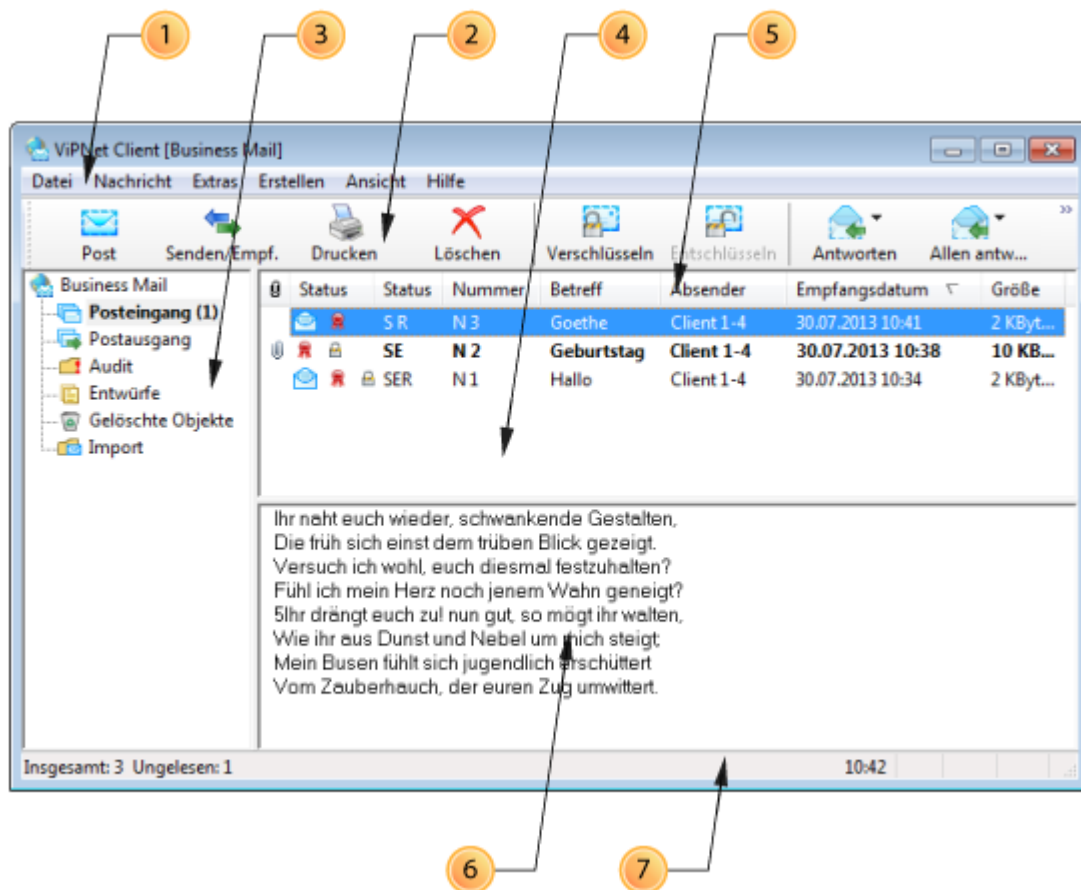 1 3 2 4 5
ViPNet Client [Business Mail]
Datei Nachricht Extras Erstellen Ansicht Hilfe
Post Senden/Empf. Drucken Löschen Verschlüsseln Entschlüsseln Antworten Allen antw... »
Business Mail
Posteingang (1)
Postausgang
Audit
Entwürfe
Gelöschte Objekte
Import
Status Status Nummer Betreff Absender Empfangsdatum Größe
S R N 3 Goethe Client 1-4 30.07.2013 10:41 2 KByt...
SE N 2 Geburtstag Client 1-4 30.07.2013 10:38 10 KB...
SER N 1 Hallo Client 1-4 30.07.2013 10:34 2 KByt...
Ihr naht euch wieder, schwankende Gestalten,
Die früh sich einst dem trüben Blick gezeigt.
Versuch ich wohl, euch diesmal festzuhalten?
Fühl ich mein Herz noch jenem Wahn geneigt?
5Ihr drängt euch zu! nun gut, so mögt ihr walten,
Wie ihr aus Dunst und Nebel um mich steigt;
Mein Busen fühlt sich jugendlich erschüttert
Vom Zauberhauch, der euren Zug umwittert.
Insgesamt: 3 Ungelesen: 1 10:42
6 7